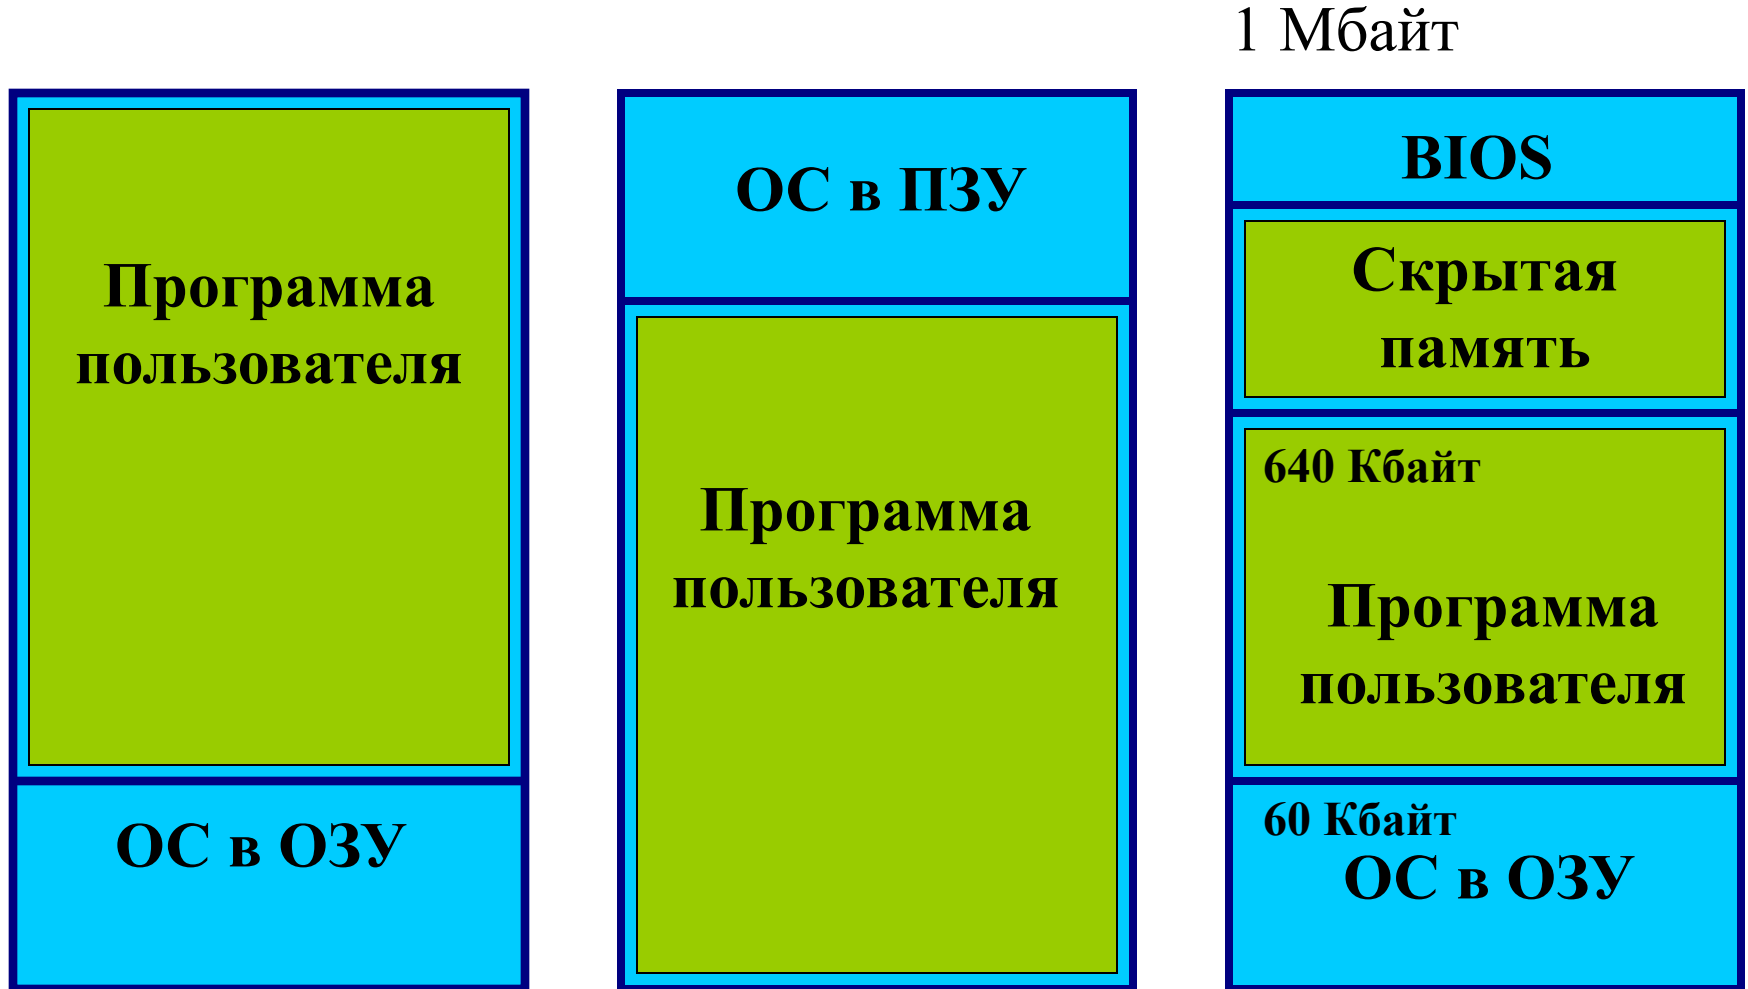 1 Мбайт
Программа
пользователя
ОС в ОЗУ
ОС в ПЗУ
Программа
пользователя
BIOS
Скрытая
память
640 Кбайт
Программа
пользователя
60 Кбайт
ОС в ОЗУ